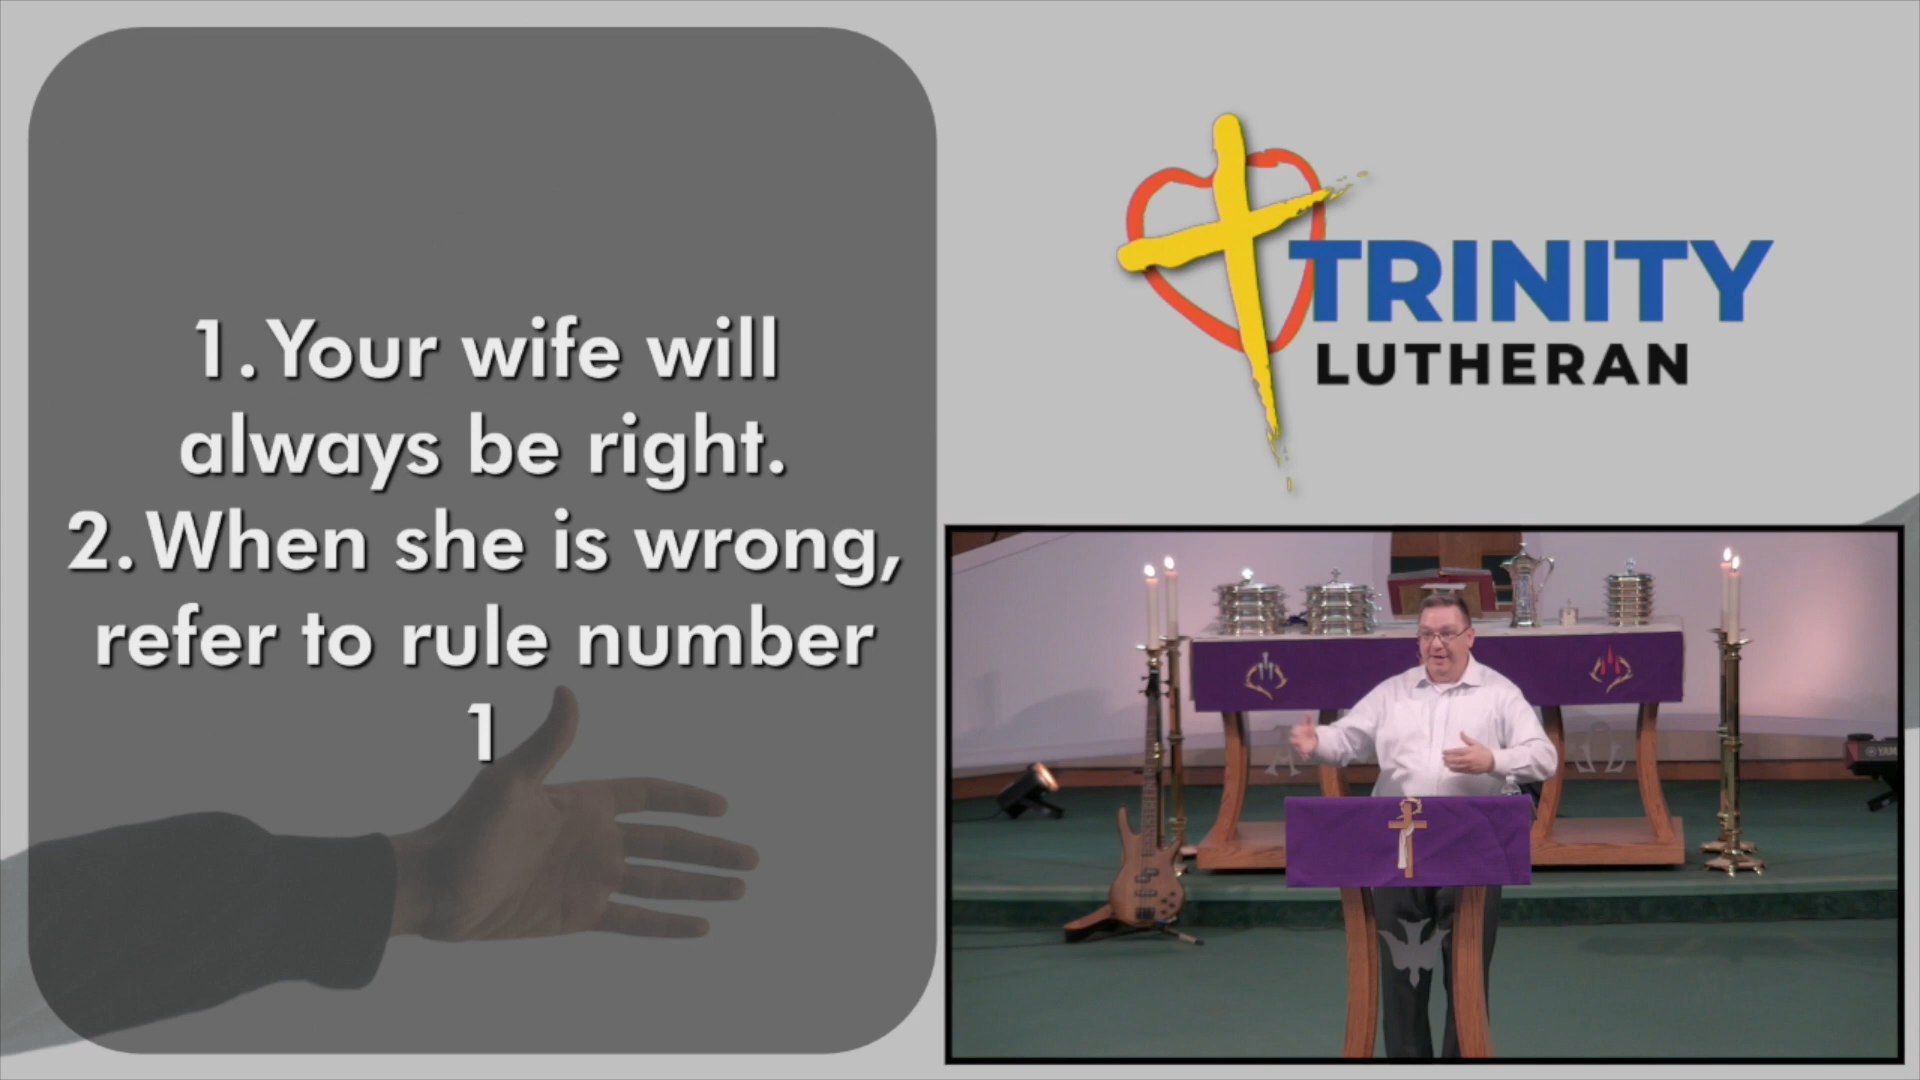 1. Your wife will
always be right.
2. When she is wrong,
refer to rule number
1
TRINITY
LUTHERAN
A Ω
YAM